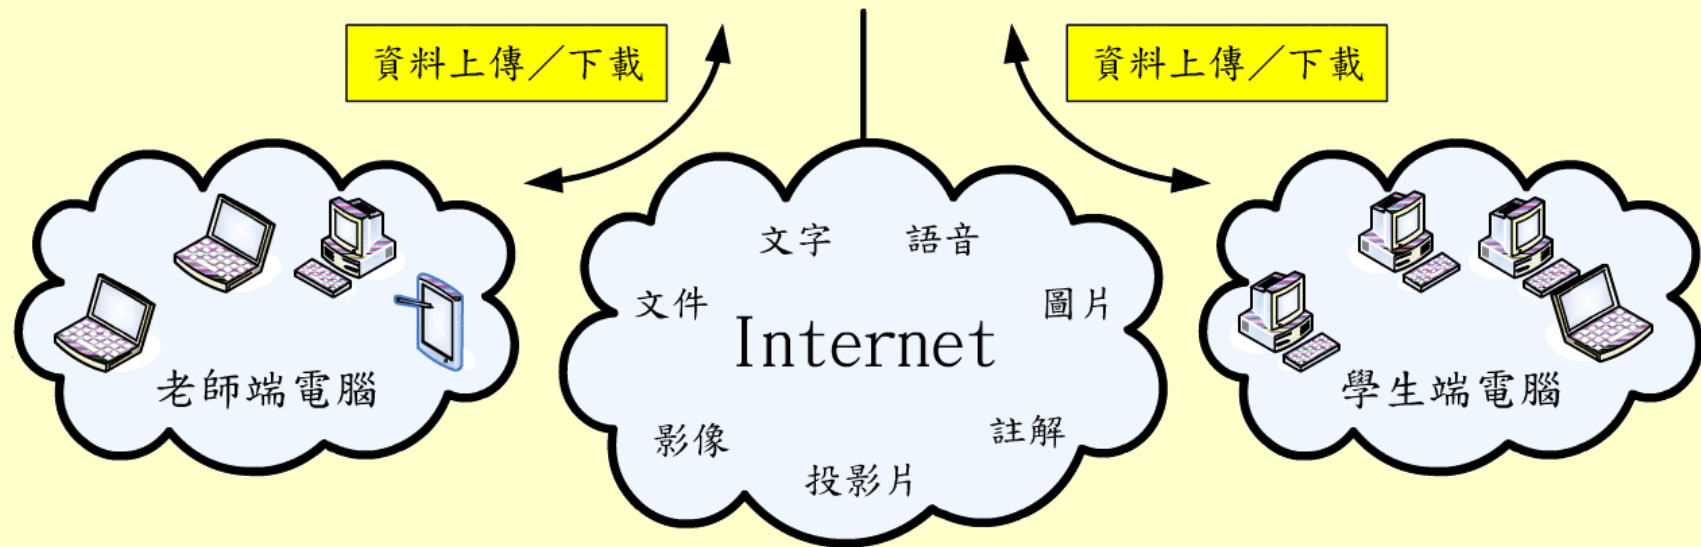 資料上傳／下載
資料上傳／下載
文字
語音
文件
圖片
Internet
老師端電腦
學生端電腦
影像
註解
投影片